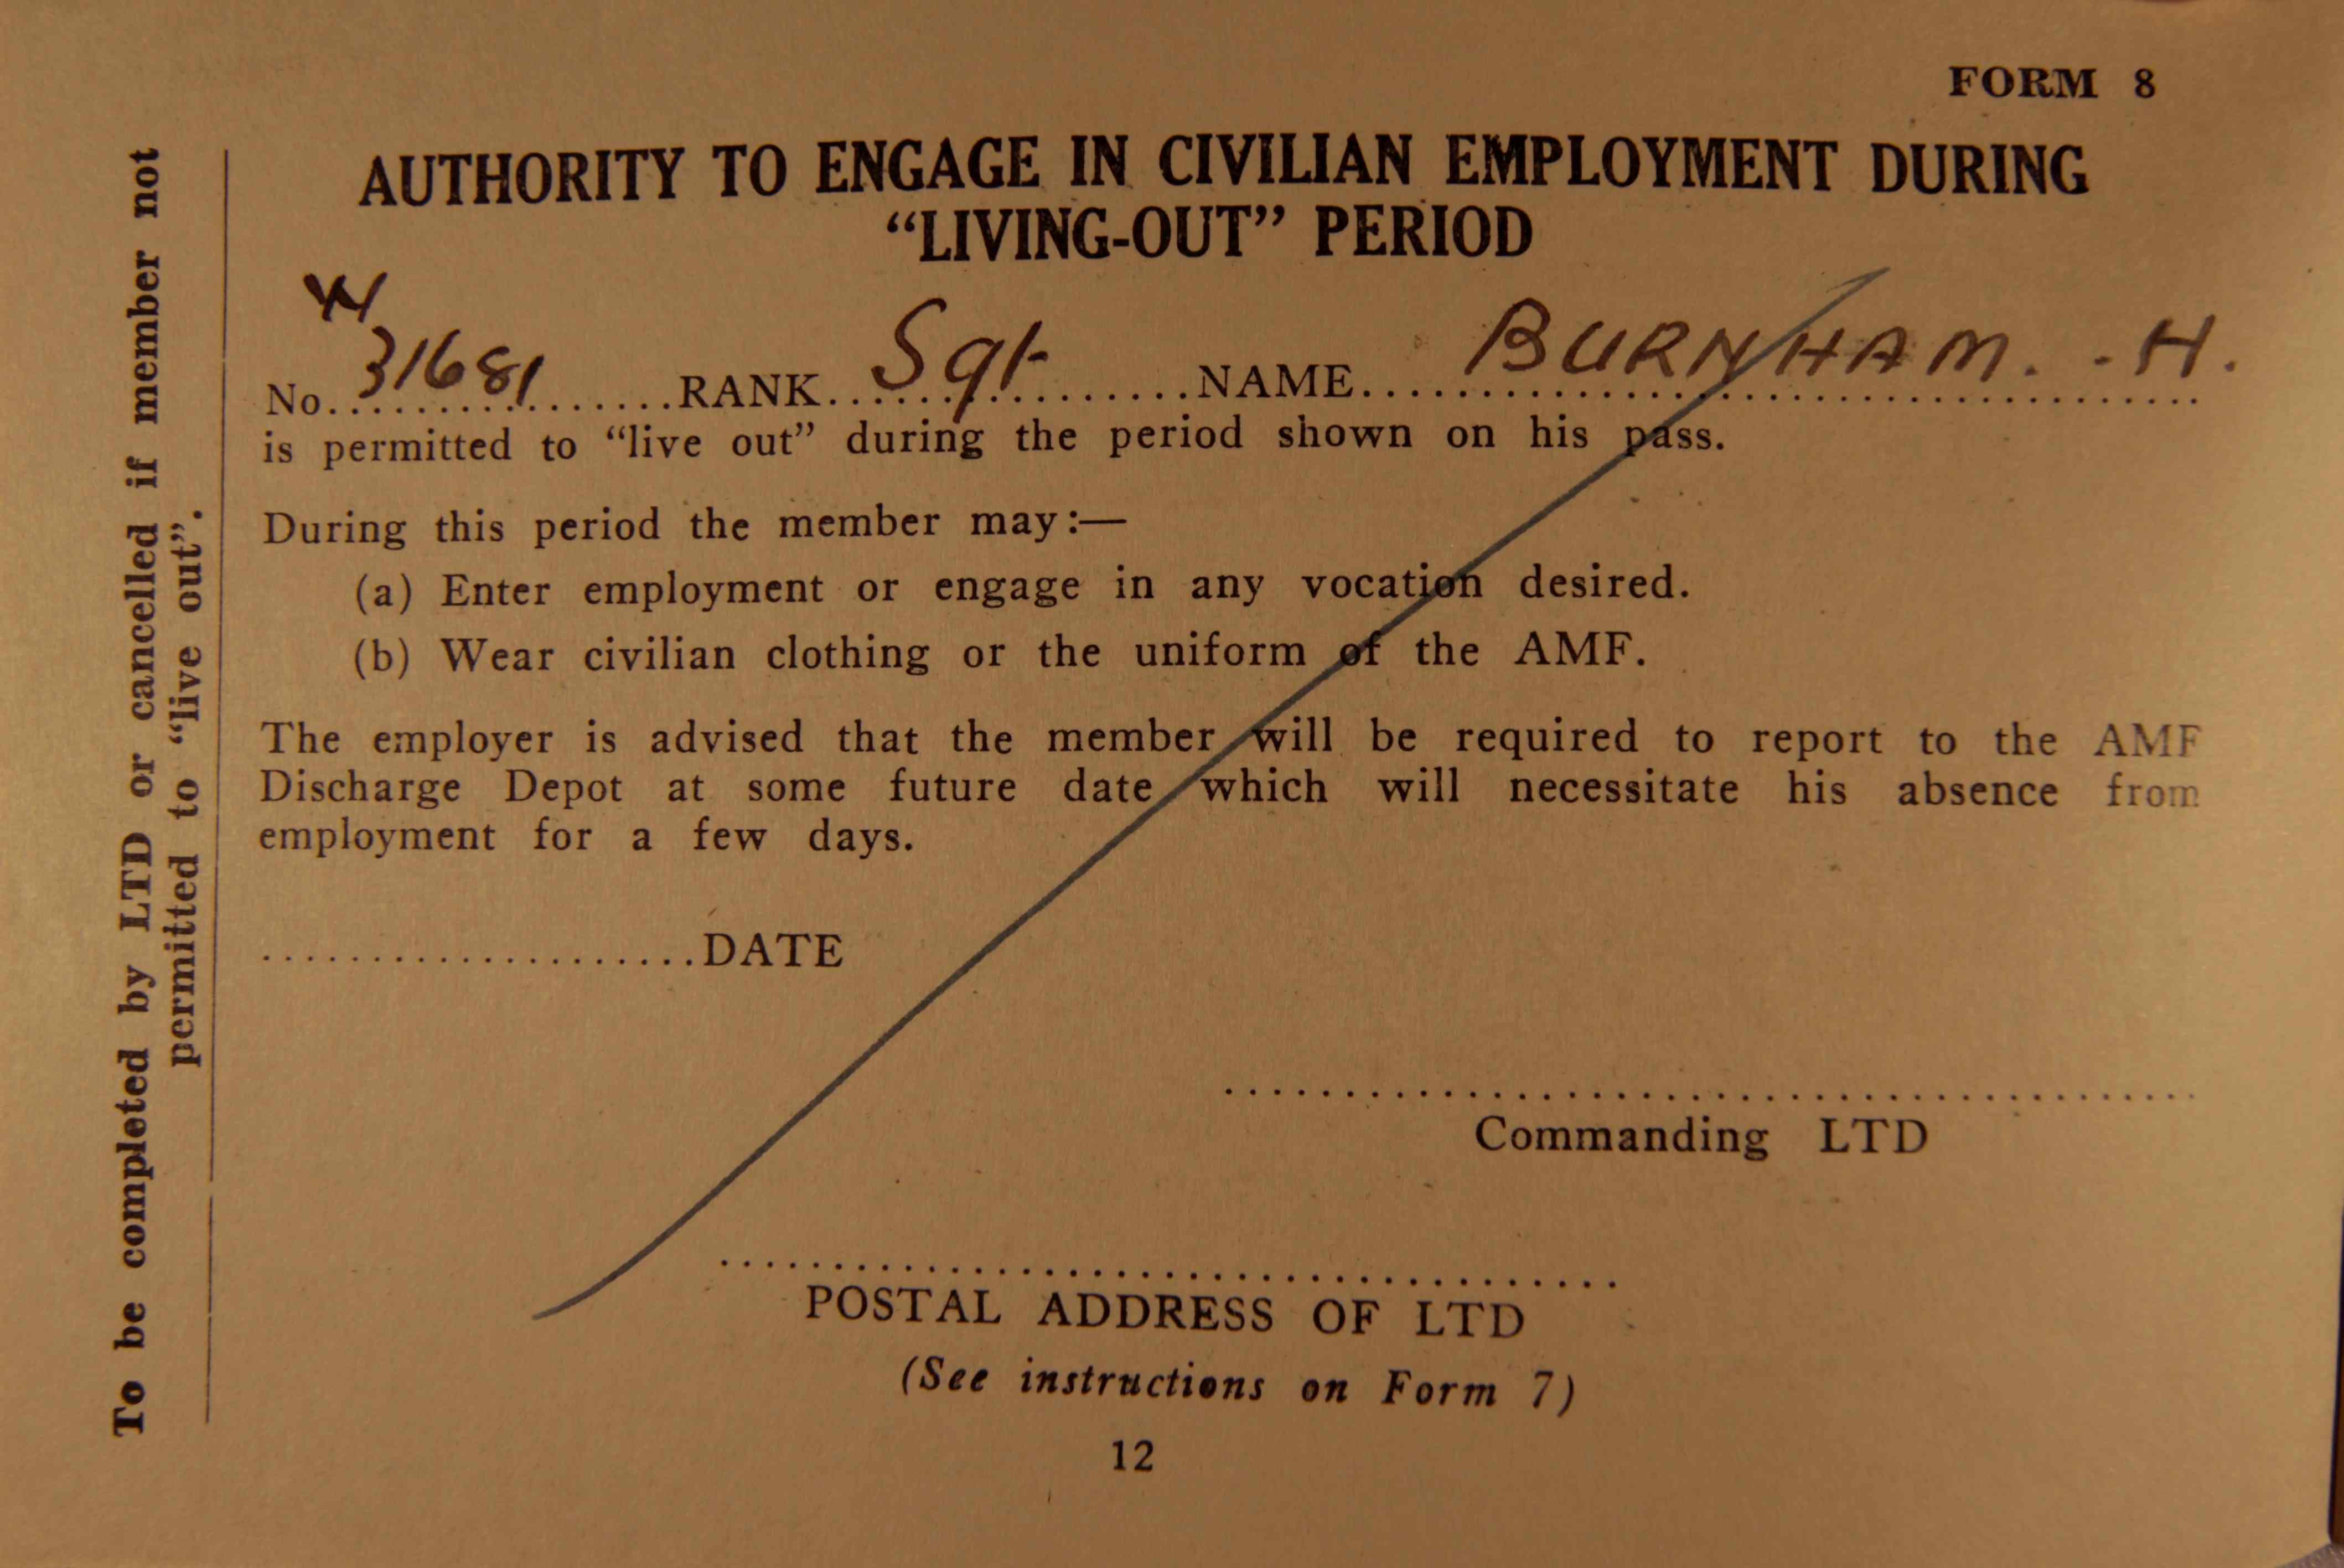 FORM 8
AUTHORITY TO ENGAGE IN CIVILIAN EMPLOYMENT DURING
“LIVING-OUT” PERIOD
No. 31681 RANK Sgt NAME BURNHAM. - H.
is permitted to “live out” during the period shown on his pass.
During this period the member may:—
(a) Enter employment or engage in any vocation desired.
(b) Wear civilian clothing or the uniform of the AMF.
The employer is advised that the member will be required to report to the AMF
Discharge Depot at some future date which will necessitate his absence from
employment for a few days.
DATE
Commanding LTD
POSTAL ADDRESS OF LTD
(See instructions on Form 7)
12
To be completed by LTD or cancelled if member not
permitted to “live out”.